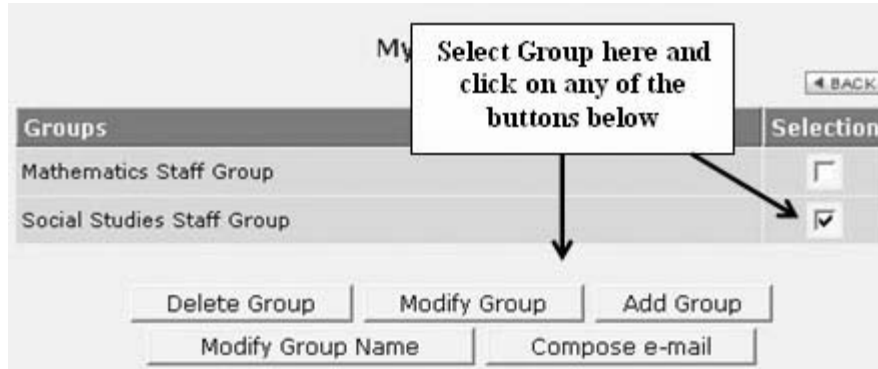 My
Select Group here and
click on any of the
buttons below
BACK
Groups Selection
Mathematics Staff Group
Social Studies Staff Group
Delete Group Modify Group Add Group
Modify Group Name Compose e-mail